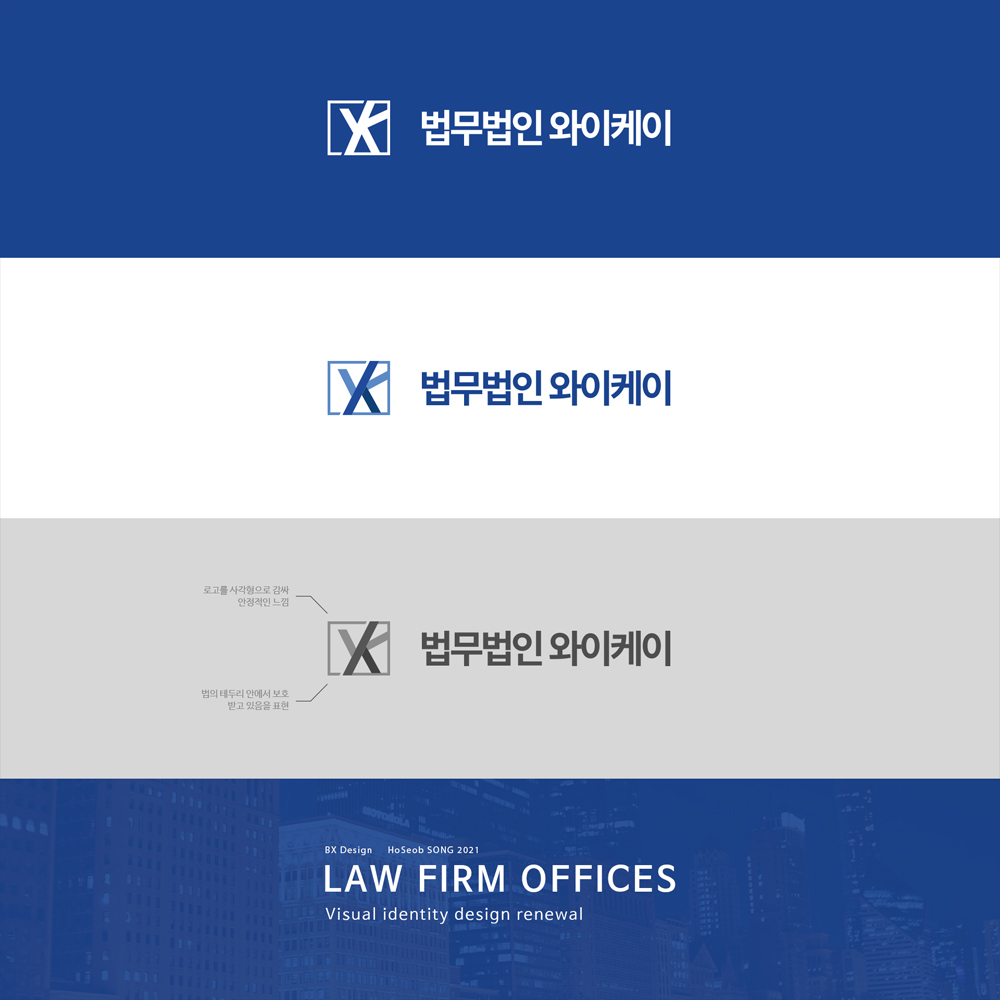 YK 법무법인 와이케이
YK 법무법인 와이케이
로고를 사각형으로 감싸
안정적인 느낌
YK 법무법인 와이케이
법의 테두리 안에서 보호
받고 있음을 표현
BX Design HoSeob SONG 2021
LAW FIRM OFFICES
Visual identity design renewal